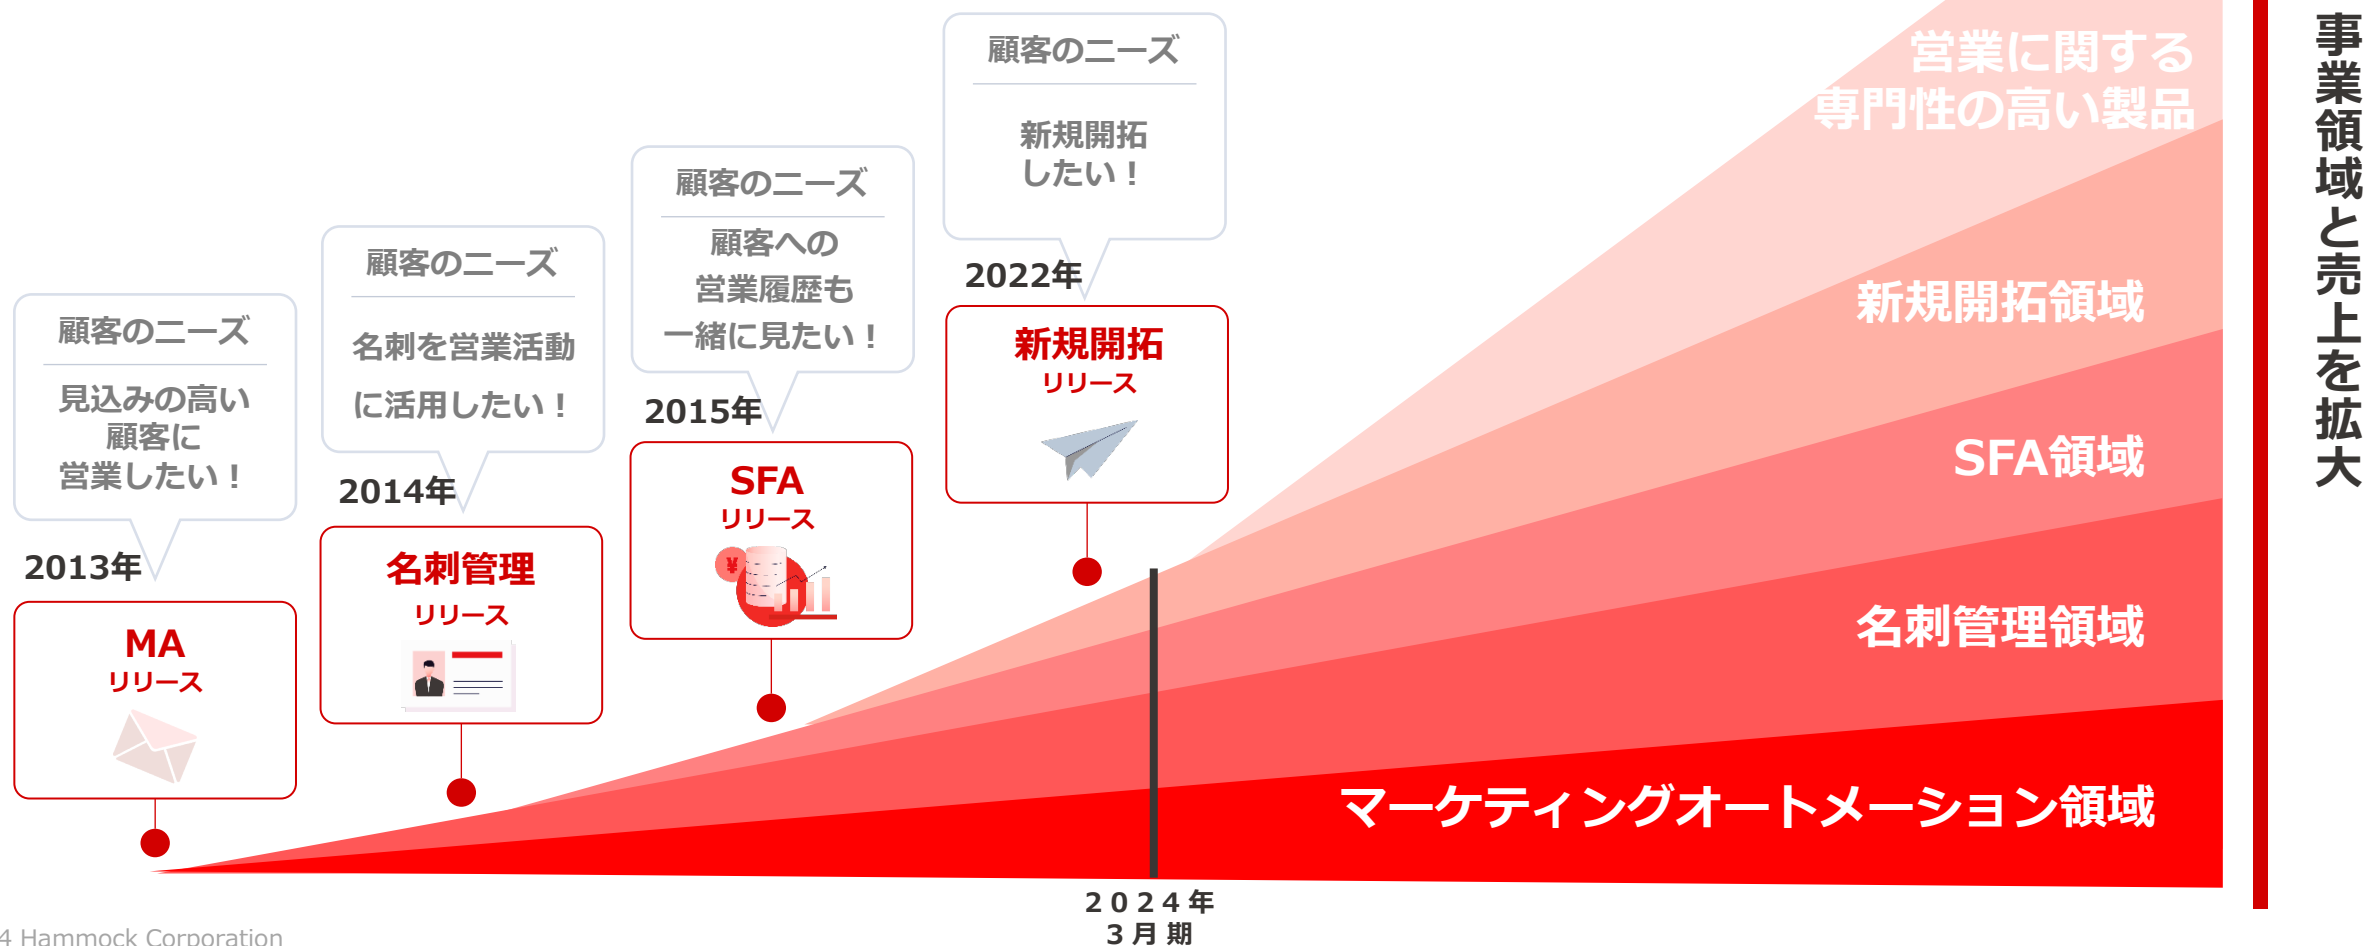 顧客のニーズ
見込みの高い
顧客に
営業したい！
2013年
MA
リリース
顧客のニーズ
名刺を営業活動
に活用したい！
2014年
名刺管理
リリース
顧客のニーズ
顧客への
営業履歴も
一緒に見たい！
2015年
SFA
リリース
¥
顧客のニーズ
新規開拓
したい！
2022年
新規開拓
リリース
営業に関する
専門性の高い製品
新規開拓領域
SFA領域
名刺管理領域
マーケティングオートメーション領域
2024年
3月期
事業領域と売上を拡大
4 Hammock Corporation